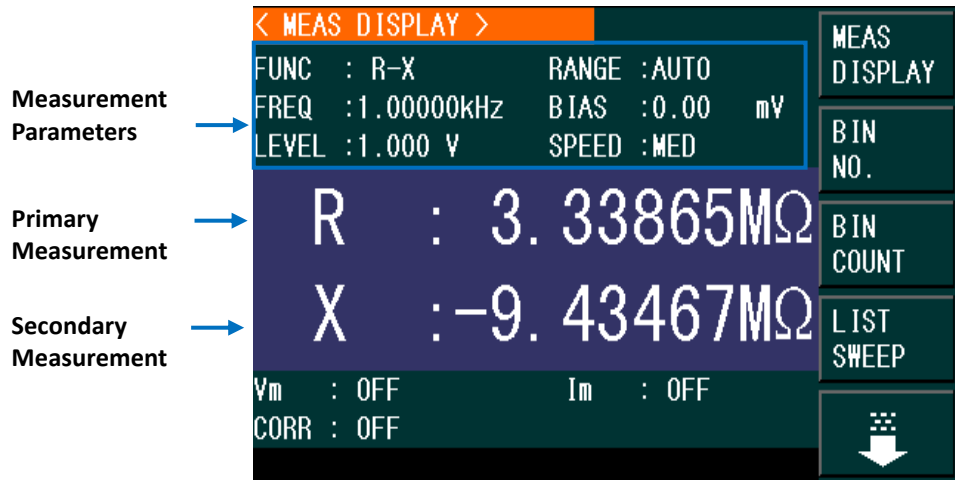 < MEAS DISPLAY >
FUNC : R-X RANGE :AUTO
FREQ :1.00000kHz BIAS :0.00 mV
LEVEL :1.000 V SPEED :MED
R : 3.33865MΩ
X :-9.43467MΩ
Vm : OFF Im : OFF
CORR : OFF
MEAS
DISPLAY
BIN
NO.
BIN
COUNT
LIST
SWEEP
Measurement
Parameters
Primary
Measurement
Secondary
Measurement